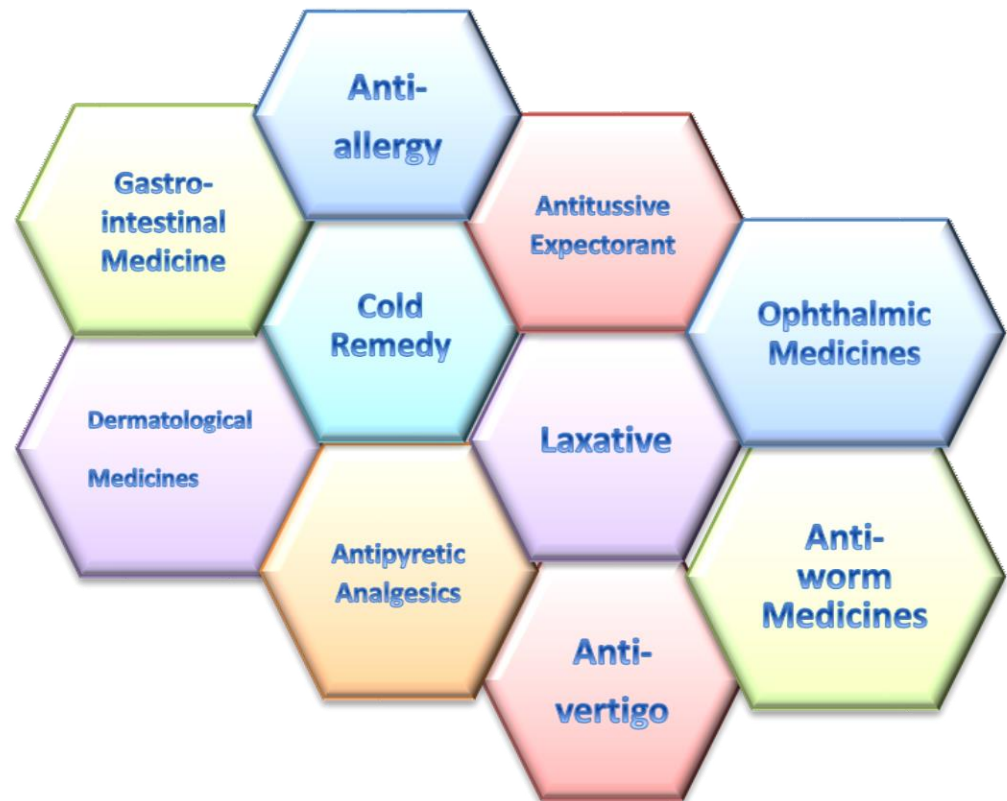 Anti-
allergy
Gastro-
intestinal
Medicine
Antitussive
Expectorant
Cold
Remedy
Ophthalmic
Medicines
Dermatological
Medicines
Laxative
Antipyretic
Analgesics
Anti-
worm
Medicines
Anti-
vertigo